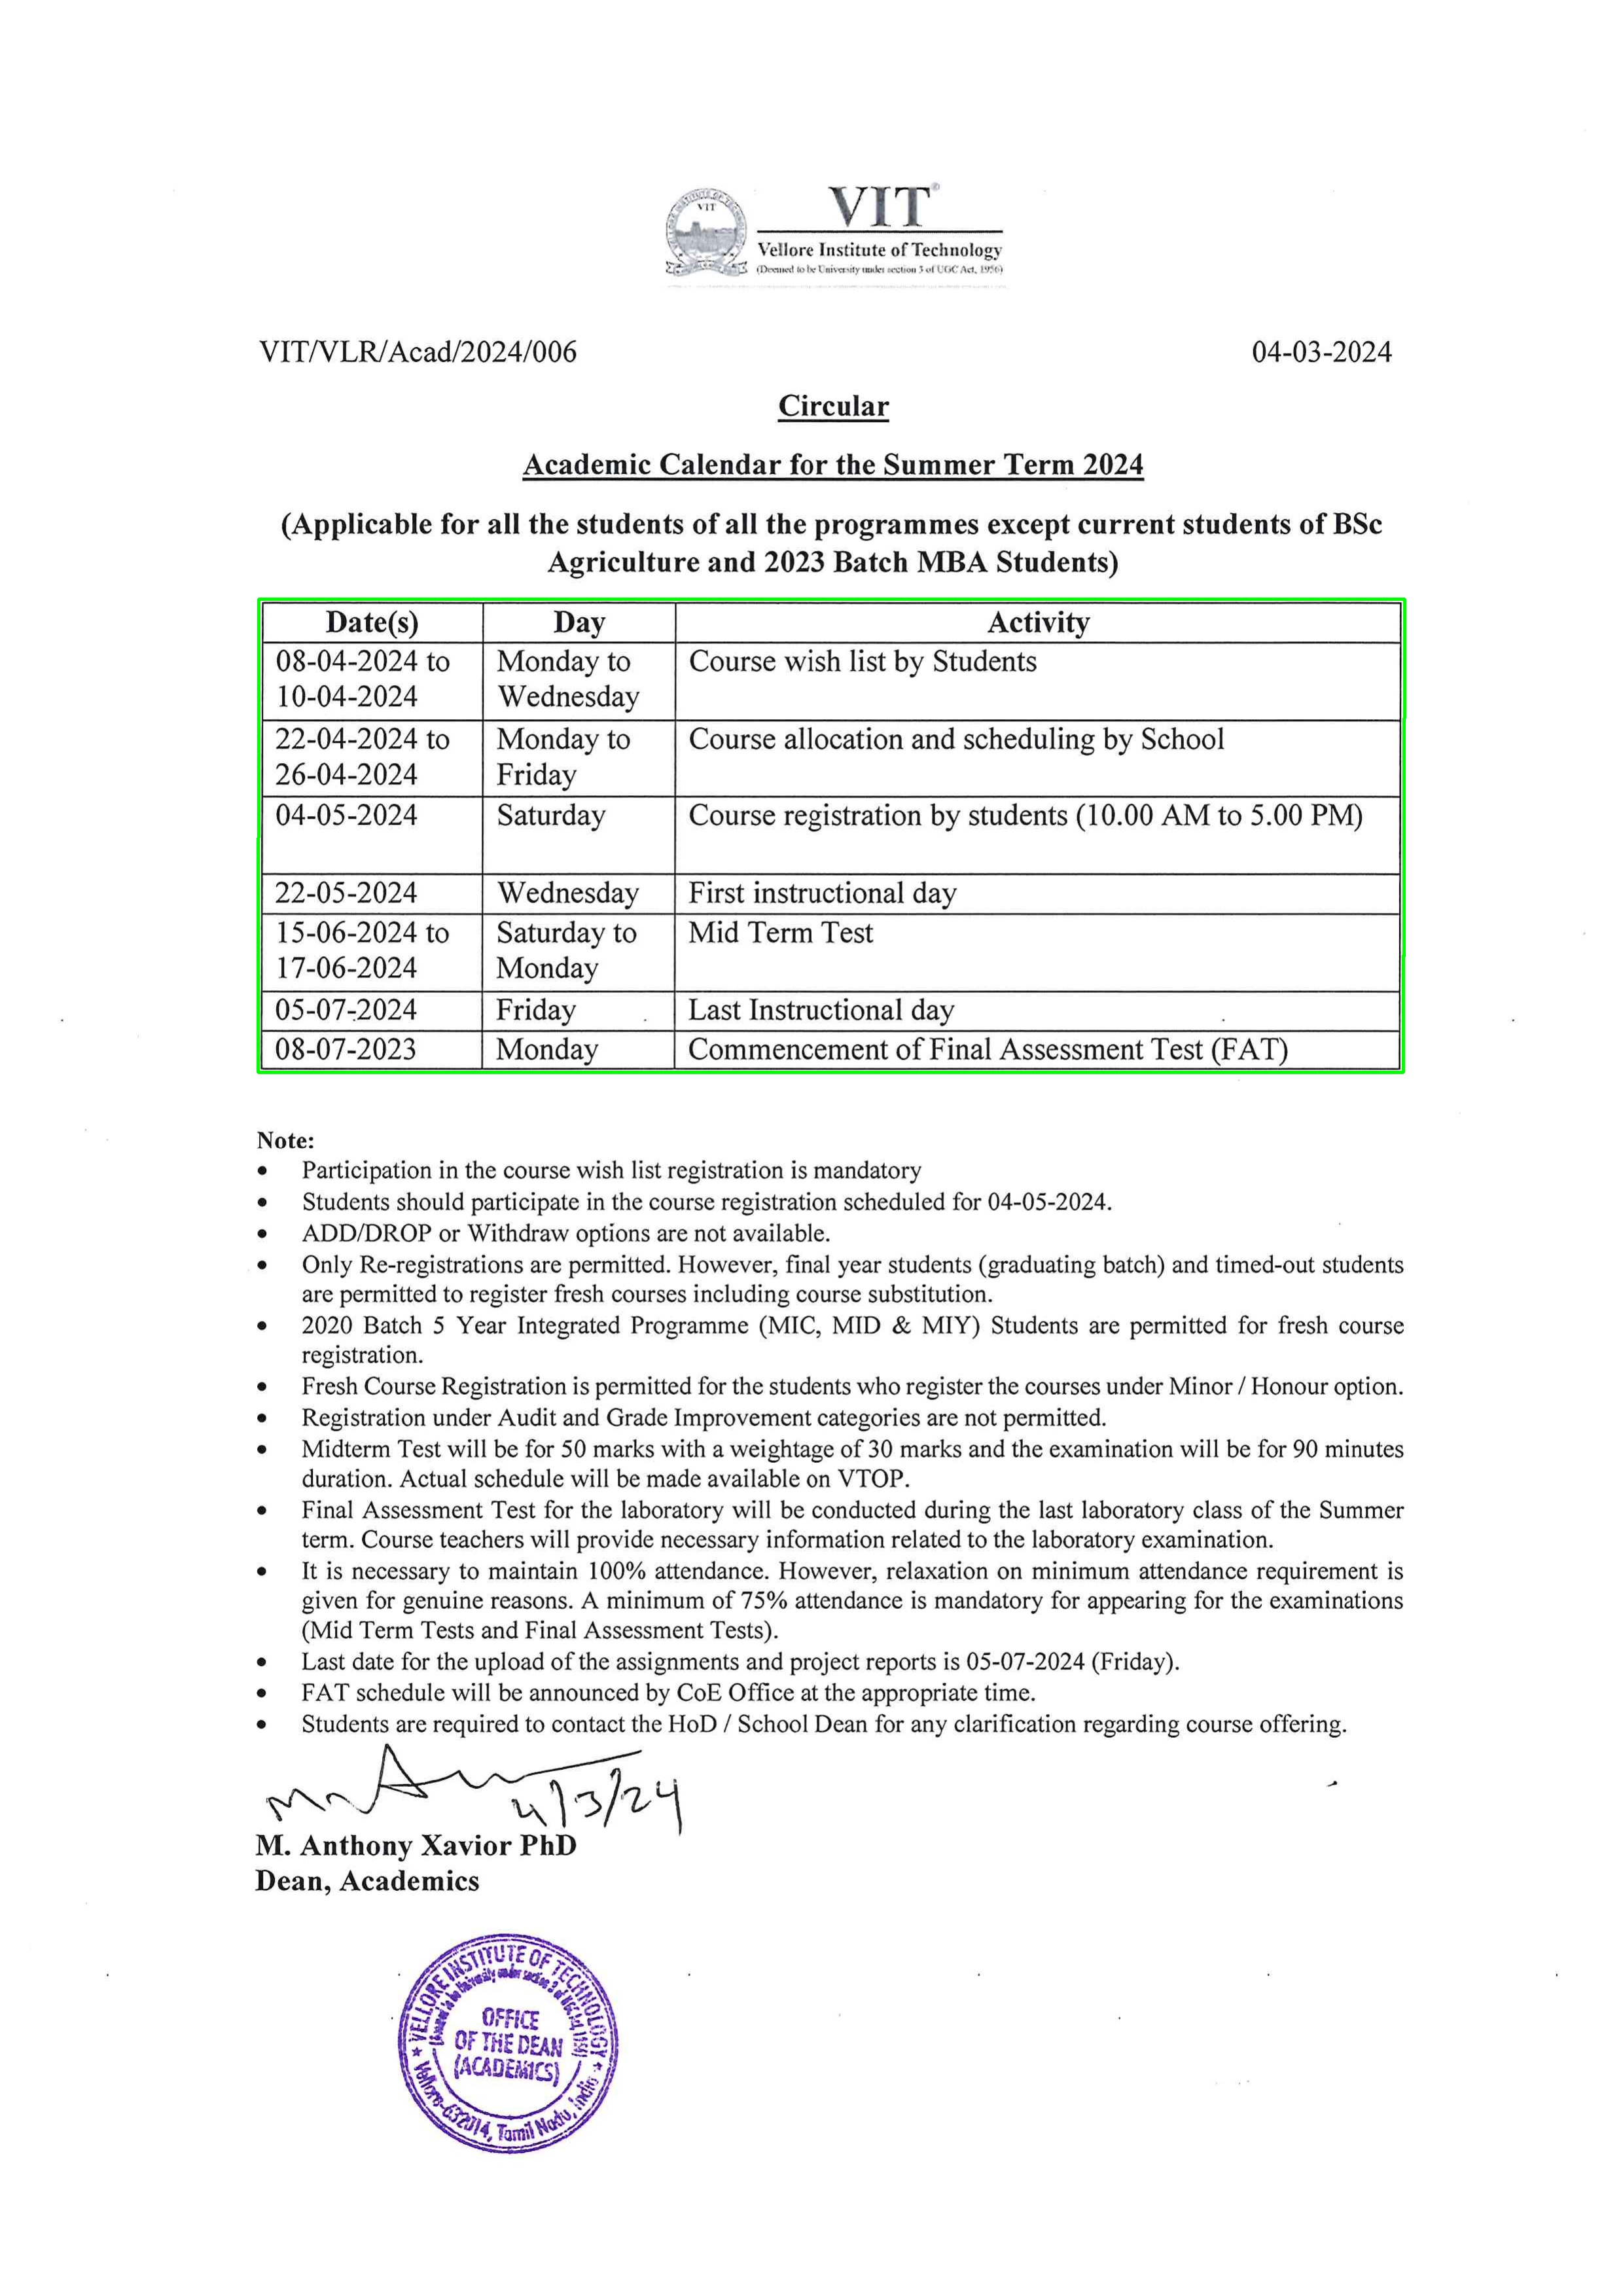 VIT
VIT®
Vellore Institute of Technology
(Deemed to be University under section 3 of UGC Act, 1956)
VIT/VLR/Acad/2024/006 04-03-2024
Circular
Academic Calendar for the Summer Term 2024
(Applicable for all the students of all the programmes except current students of BSc
Agriculture and 2023 Batch MBA Students)
Date(s) Day Activity
08-04-2024 to Monday to Course wish list by Students
10-04-2024 Wednesday
22-04-2024 to Monday to Course allocation and scheduling by School
26-04-2024 Friday
04-05-2024 Saturday Course registration by students (10.00 AM to 5.00 PM)
22-05-2024 Wednesday First instructional day
15-06-2024 to Saturday to Mid Term Test
17-06-2024 Monday
05-07-2024 Friday Last Instructional day
08-07-2023 Monday Commencement of Final Assessment Test (FAT)
Note:
• Participation in the course wish list registration is mandatory
• Students should participate in the course registration scheduled for 04-05-2024.
• ADD/DROP or Withdraw options are not available.
• Only Re-registrations are permitted. However, final year students (graduating batch) and timed-out students
are permitted to register fresh courses including course substitution.
• 2020 Batch 5 Year Integrated Programme (MIC, MID & MIY) Students are permitted for fresh course
registration.
• Fresh Course Registration is permitted for the students who register the courses under Minor / Honour option.
• Registration under Audit and Grade Improvement categories are not permitted.
• Midterm Test will be for 50 marks with a weightage of 30 marks and the examination will be for 90 minutes
duration. Actual schedule will be made available on VTOP.
• Final Assessment Test for the laboratory will be conducted during the last laboratory class of the Summer
term. Course teachers will provide necessary information related to the laboratory examination.
• It is necessary to maintain 100% attendance. However, relaxation on minimum attendance requirement is
given for genuine reasons. A minimum of 75% attendance is mandatory for appearing for the examinations
(Mid Term Tests and Final Assessment Tests).
• Last date for the upload of the assignments and project reports is 05-07-2024 (Friday).
• FAT schedule will be announced by CoE Office at the appropriate time.
• Students are required to contact the HoD / School Dean for any clarification regarding course offering.
4/3/24
M. Anthony Xavior PhD
Dean, Academics
VELLORE INSTITUTE OF TECHNOLOGY
OFFICE
OF THE DEAN
(ACADEMICS)
Vellore-632014, Tamil Nadu, India